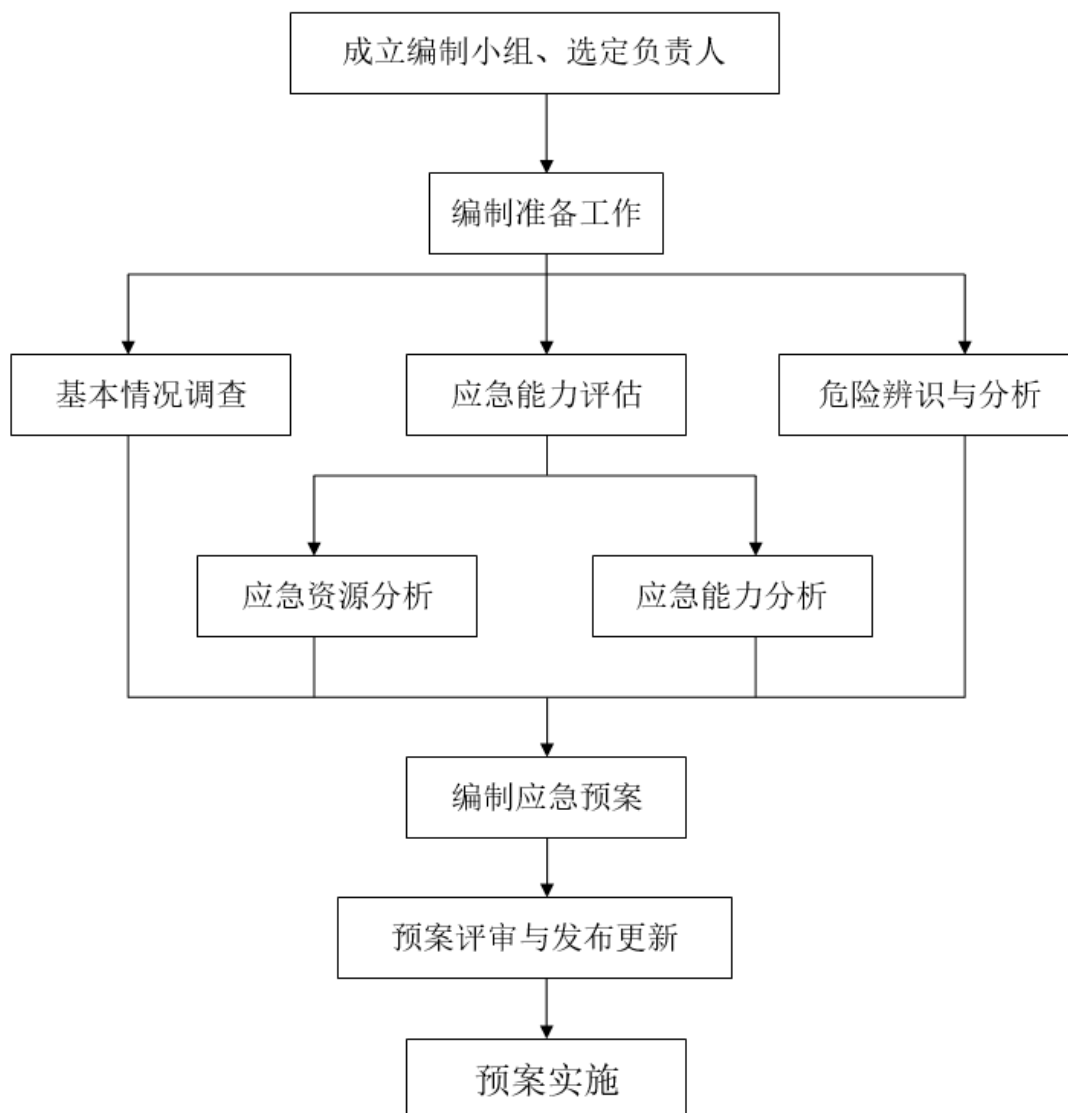 成立编制小组、选定负责人
编制准备工作
基本情况调查
应急能力评估
危险辨识与分析
应急资源分析
应急能力分析
编制应急预案
预案评审与发布更新
预案实施